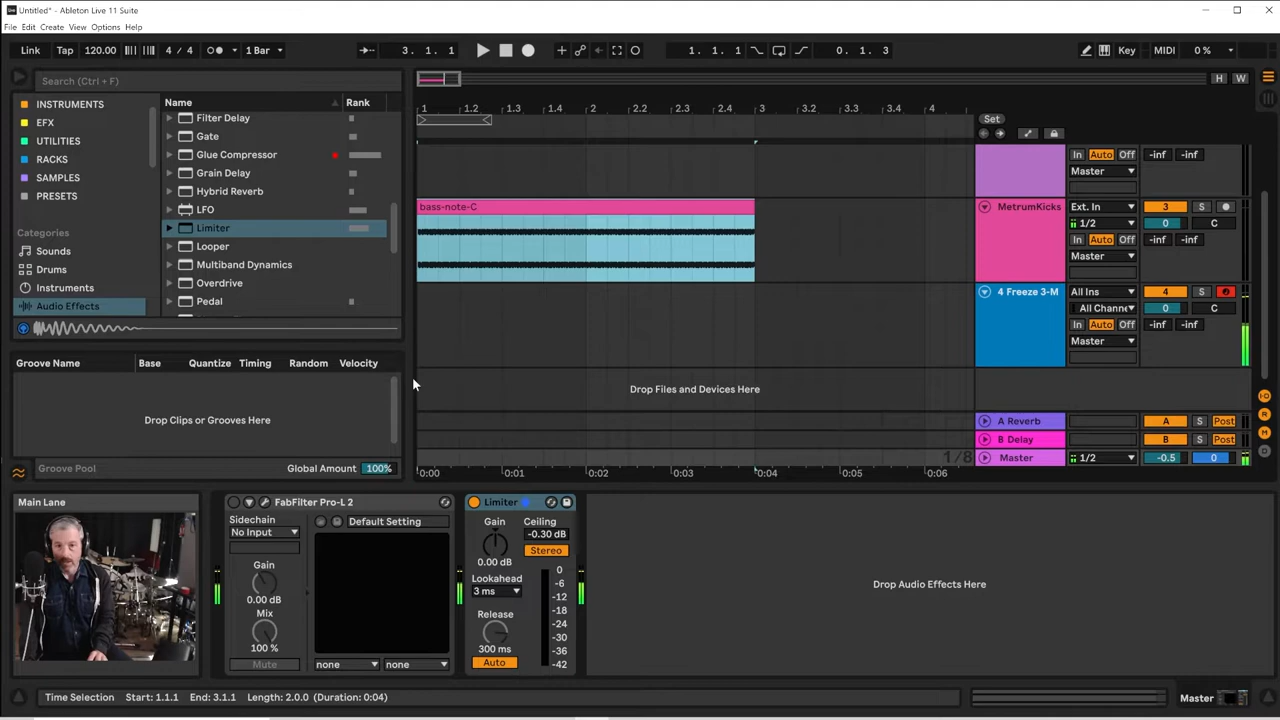 Untitled* - Ableton Live 11 Suite
File Edit Create View Options Help
Link Tap 120.00 4 / 4 1 Bar 3. 1. 1 1. 1. 1 0. 1. 3 Key MIDI 0 %
Search (Ctrl + F)
H W
INSTRUMENTS
EFX
UTILITIES
RACKS
SAMPLES
PRESETS
Categories
Sounds
Drums
Instruments
Audio Effects
Name Rank
Filter Delay
Gate
Glue Compressor
Grain Delay
Hybrid Reverb
LFO
Limiter
Looper
Multiband Dynamics
Overdrive
Pedal
Groove Name Base Quantize Timing Random Velocity
Drop Clips or Grooves Here
Groove Pool Global Amount 100%
1 1.2 1.3 1.4 2 2.2 2.3 2.4 3 3.2 3.3 3.4 4
Set
In Auto Off -inf -inf
Master
bass-note-C
MetrumKicks Ext. In 3 S
1/2 0 C
In Auto Off -inf -inf
Master
4 Freeze 3-M All Ins 4 S
All Channe 0 C
In Auto Off -inf -inf
Master
Drop Files and Devices Here
A Reverb A S Post
B Delay B S Post
1/8 Master 1/2 -0.5 0
0:00 0:01 0:02 0:03 0:04 0:05 0:06
Main Lane
FabFilter Pro-L 2
Sidechain
No Input
Default Setting
Gain
0.00 dB
Mix
100 %
Mute
none none
Limiter
Gain Ceiling
-0.30 dB
Stereo
0.00 dB
Lookahead
3 ms
Release
300 ms
Auto
0
-6
-12
-18
-24
-30
-36
-42
Drop Audio Effects Here
Time Selection Start: 1.1.1 End: 3.1.1 Length: 2.0.0 (Duration: 0:04)
Master